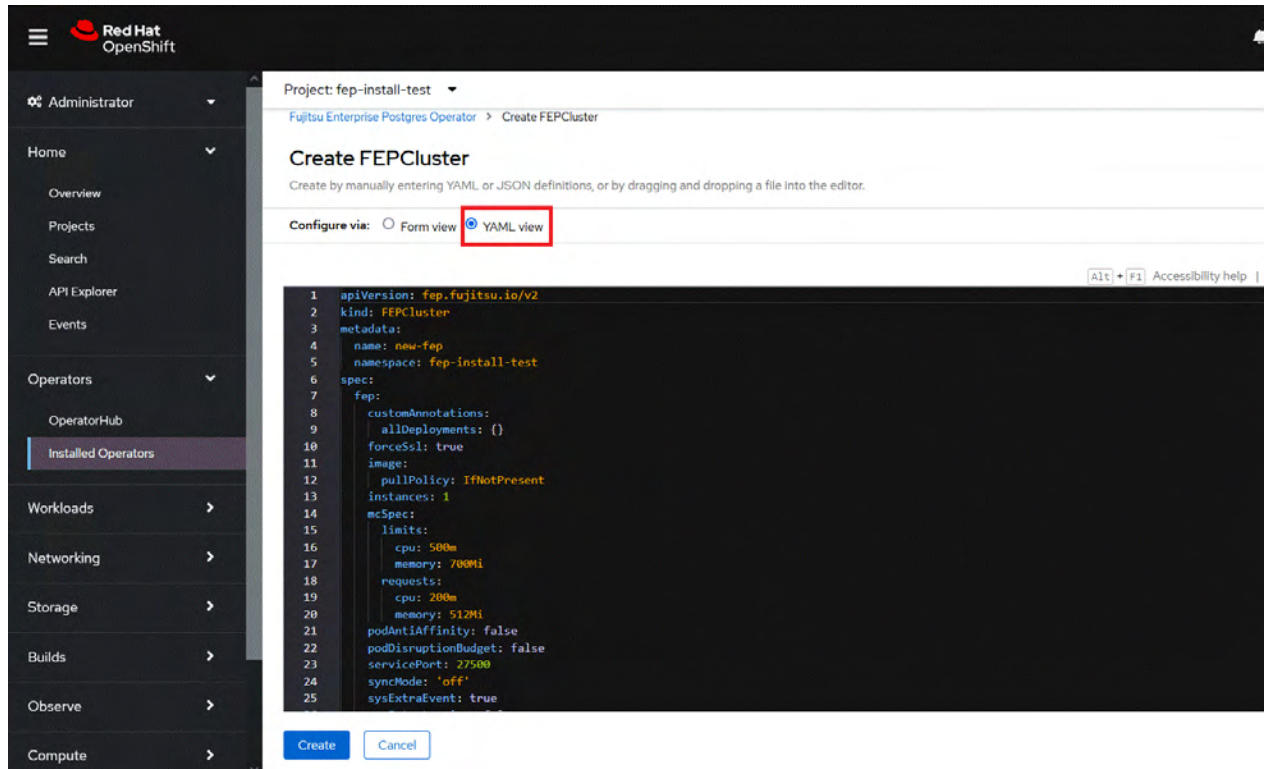 Red Hat
OpenShift
Administrator
Home
Overview
Projects
Search
API Explorer
Events
Operators
OperatorHub
Installed Operators
Workloads
Networking
Storage
Builds
Observe
Compute
Project: fep-install-test
Fujitsu Enterprise Postgres Operator > Create FEPCluster
Create FEPCluster
Create by manually entering YAML or JSON definitions, or by dragging and dropping a file into the editor.
Configure via: Form view YAML view
Alt + F1 Accessibility help |
1 apiVersion: fep.fujitsu.io/v2
2 kind: FEPCluster
3 metadata:
4 name: new-fep
5 namespace: fep-install-test
6 spec:
7 fep:
8 customAnnotations:
9 allDeployments: {}
10 forceSsl: true
11 image:
12 pullPolicy: IfNotPresent
13 instances: 1
14 mcSpec:
15 limits:
16 cpu: 500m
17 memory: 700Mi
18 requests:
19 cpu: 200m
20 memory: 512Mi
21 podAntiAffinity: false
22 podDisruptionBudget: false
23 servicePort: 27500
24 syncMode: 'off'
25 sysExtraEvent: true
Create Cancel